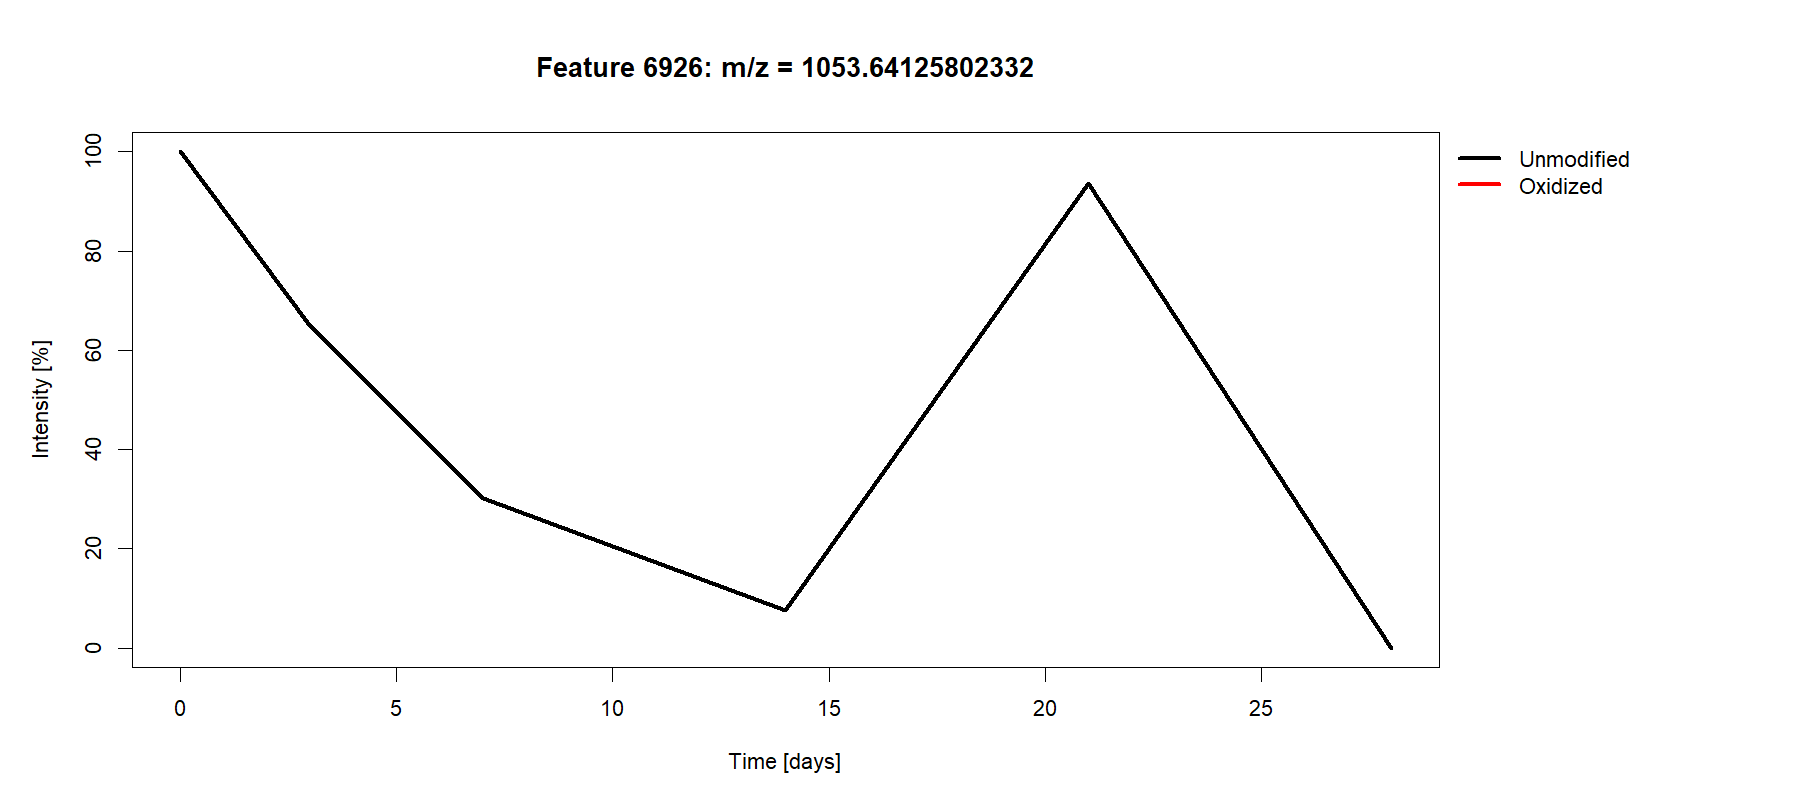 Feature 6926: m/z = 1053.64125802332
Unmodified
Oxidized
Intensity [%]
100
80
60
40
20
0
0 5 10 15 20 25
Time [days]